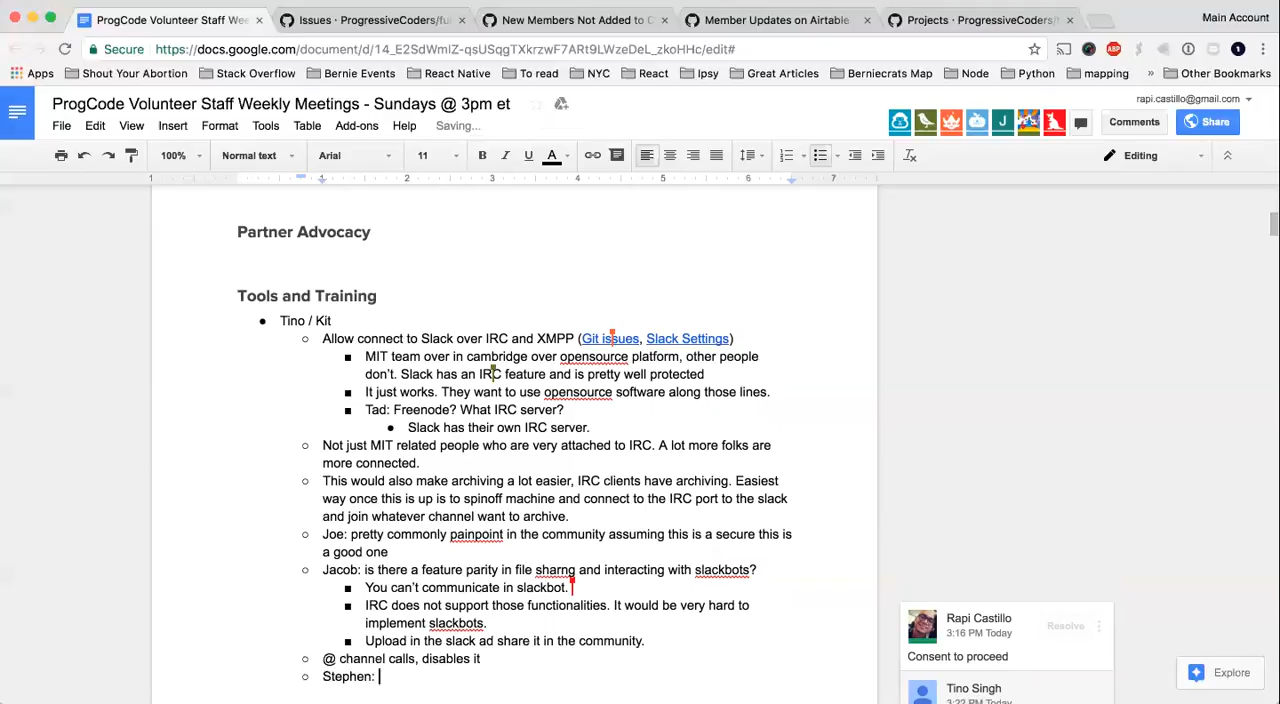 ProgCode Volunteer Staff Wee
Issues · ProgressiveCoders/fu
New Members Not Added to C
Member Updates on Airtable
Projects · ProgressiveCoders/
Main Account
Secure
https://docs.google.com/document/d/14_E2SdWmIZ-qsUSqgTXkrzwF7ARt9LWzeDeL_zkoHHc/edit#
Apps
Shout Your Abortion
Stack Overflow
Bernie Events
React Native
To read
NYC
React
Ipsy
Great Articles
Berniecrats Map
Node
Python
mapping
»
Other Bookmarks
ProgCode Volunteer Staff Weekly Meetings - Sundays @ 3pm et
rapi.castillo@gmail.com
File Edit View Insert Format Tools Table Add-ons Help Saving...
J
Comments
Share
100%
Normal text
Arial
11
B I U A
Editing
1 1 2 3 4 5 6 7
Partner Advocacy
Tools and Training
● Tino / Kit
○ Allow connect to Slack over IRC and XMPP (Git issues, Slack Settings)
■ MIT team over in cambridge over opensource platform, other people
don't. Slack has an IRC feature and is pretty well protected
■ It just works. They want to use opensource software along those lines.
■ Tad: Freenode? What IRC server?
● Slack has their own IRC server.
○ Not just MIT related people who are very attached to IRC. A lot more folks are
more connected.
○ This would also make archiving a lot easier, IRC clients have archiving. Easiest
way once this is up is to spinoff machine and connect to the IRC port to the slack
and join whatever channel want to archive.
○ Joe: pretty commonly painpoint in the community assuming this is a secure this is
a good one
○ Jacob: is there a feature parity in file sharng and interacting with slackbots?
■ You can't communicate in slackbot.
■ IRC does not support those functionalities. It would be very hard to
implement slackbots.
■ Upload in the slack ad share it in the community.
○ @ channel calls, disables it
○ Stephen:
Rapi Castillo
3:16 PM Today
Resolve
Consent to proceed
Tino Singh
3:22 PM Today
Explore